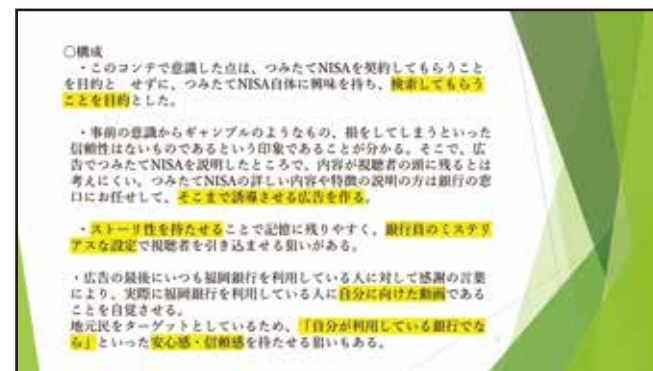 〇構成
・このコンテで意識した点は、つみたてNISAを契約してもらうこと
を目的と せずに、つみたてNISA自体に興味を持ち、検索してもらう
ことを目的とした。
・事前の意識からギャンブルのようなもの、損をしてしまうといった
信頼性はないものであるという印象であることが分かる。そこで、広
告でつみたてNISAを説明したところで、内容が視聴者の頭に残るとは
考えにくい。つみたてNISAの詳しい内容や特徴の説明の方は銀行の窓
口にお任せして、そこまで誘導させる広告を作る。
・ストーリ性を持たせることで記憶に残りやすく、銀行員のミステリ
アスな設定で視聴者を引き込ませる狙いがある。
・広告の最後にいつも福岡銀行を利用している人に対して感謝の言葉
により、実際に福岡銀行を利用している人に自分に向けた動画である
ことを自覚させる。
地元民をターゲットとしているため、「自分が利用している銀行でな
ら」といった安心感・信頼感を持たせる狙いもある。